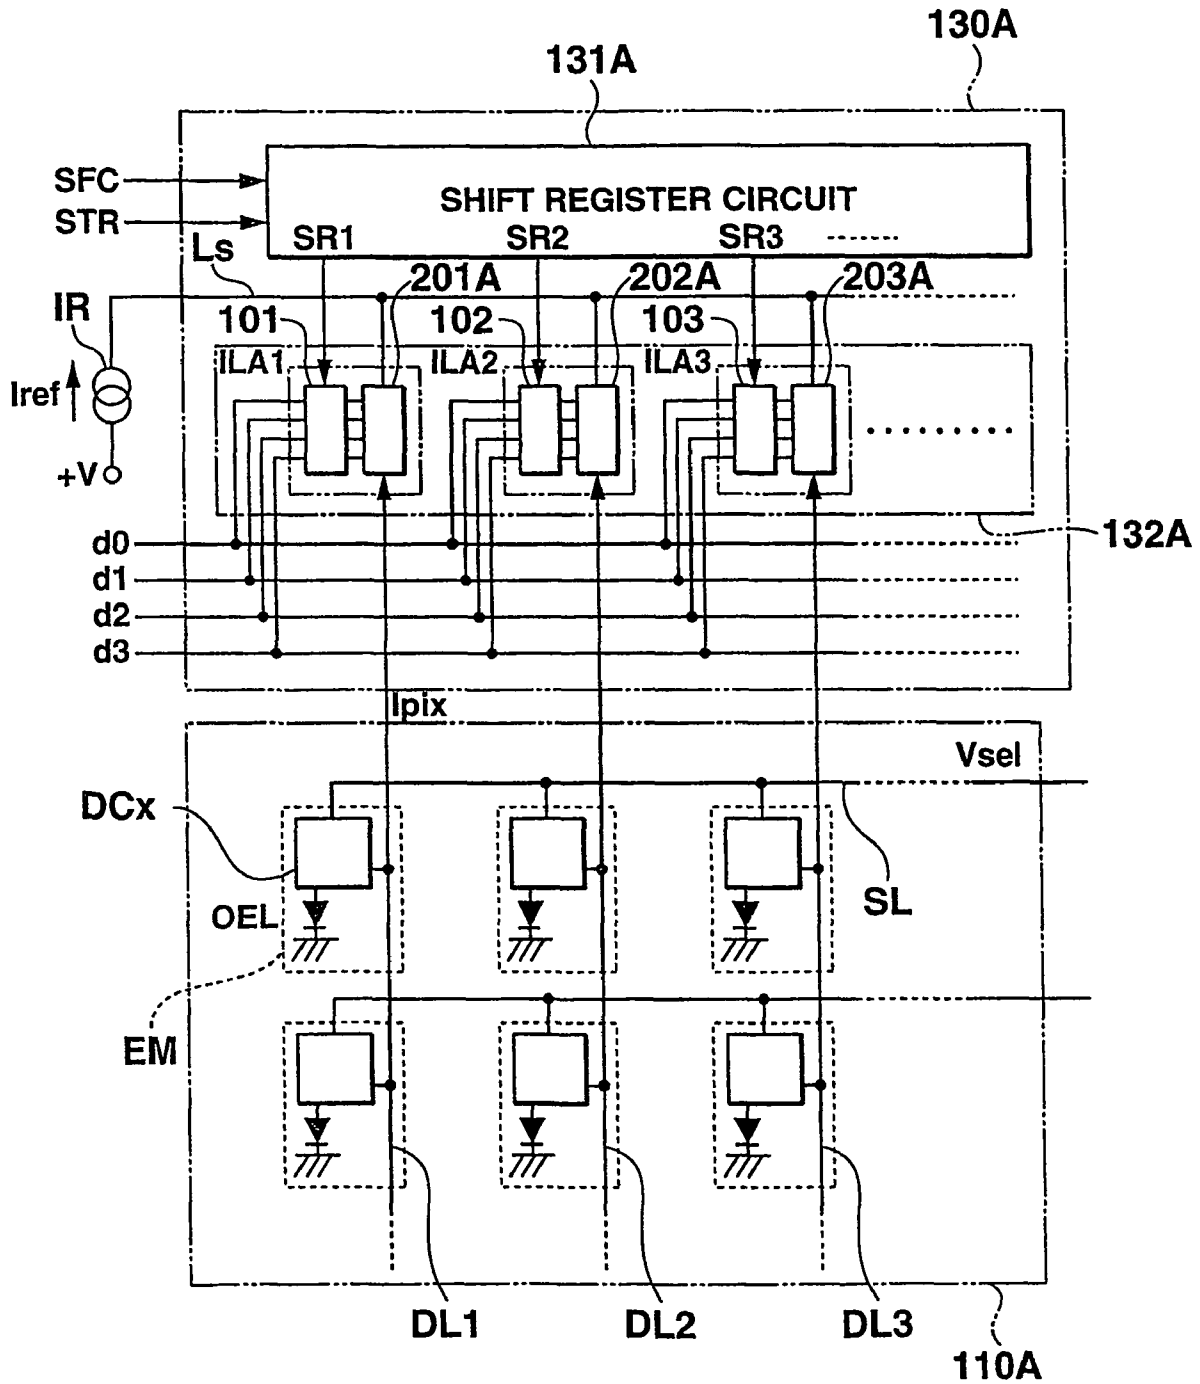 130A
131A
SFC
STR
SHIFT REGISTER CIRCUIT
SR1
SR2
SR3
Ls
201A
202A
203A
IR
101
102
103
ILA1
ILA2
ILA3
Iref
+V
132A
d0
d1
d2
d3
Ipix
Vsel
DCx
OEL
SL
EM
DL1
DL2
DL3
110A